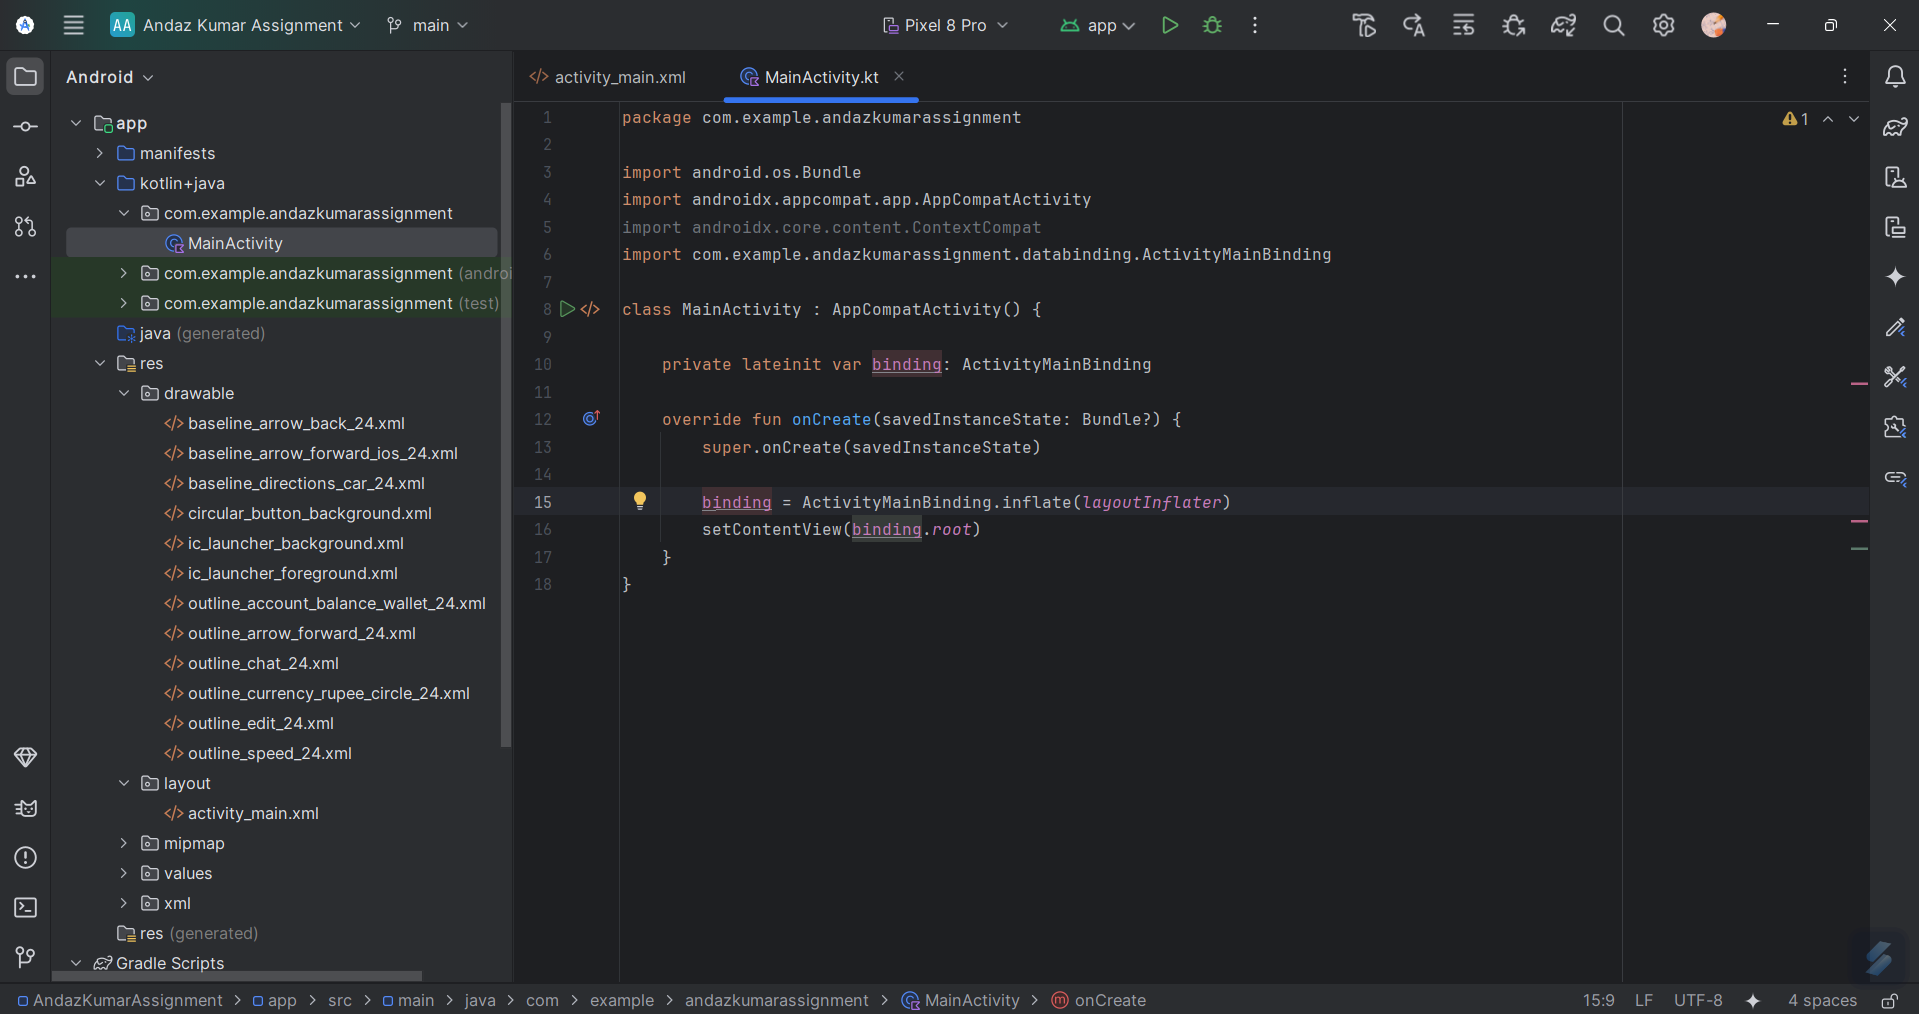 AA Andaz Kumar Assignment main Pixel 8 Pro app
Android
app
manifests
kotlin+java
com.example.andazkumarassignment
MainActivity
com.example.andazkumarassignment (androi
com.example.andazkumarassignment (test)
java (generated)
res
drawable
baseline_arrow_back_24.xml
baseline_arrow_forward_ios_24.xml
baseline_directions_car_24.xml
circular_button_background.xml
ic_launcher_background.xml
ic_launcher_foreground.xml
outline_account_balance_wallet_24.xml
outline_arrow_forward_24.xml
outline_chat_24.xml
outline_currency_rupee_circle_24.xml
outline_edit_24.xml
outline_speed_24.xml
layout
activity_main.xml
mipmap
values
xml
res (generated)
Gradle Scripts
activity_main.xml MainActivity.kt
1
1 package com.example.andazkumarassignment
2
3 import android.os.Bundle
4 import androidx.appcompat.app.AppCompatActivity
5 import androidx.core.content.ContextCompat
6 import com.example.andazkumarassignment.databinding.ActivityMainBinding
7
8 class MainActivity : AppCompatActivity() {
9
10 private lateinit var binding: ActivityMainBinding
11
12 override fun onCreate(savedInstanceState: Bundle?) {
13 super.onCreate(savedInstanceState)
14
15 binding = ActivityMainBinding.inflate(layoutInflater)
16 setContentView(binding.root)
17 }
18 }
AndazKumarAssignment > app > src > main > java > com > example > andazkumarassignment > MainActivity > onCreate 15:9 LF UTF-8 4 spaces